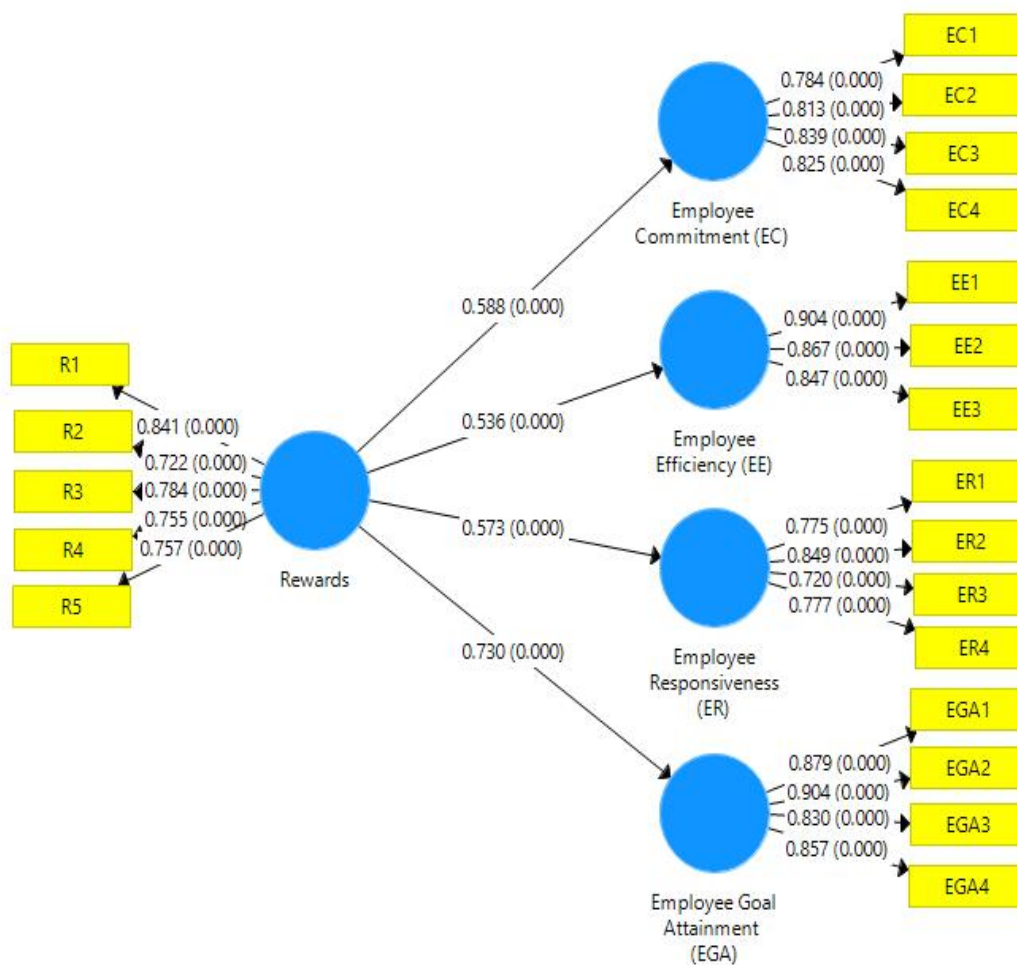 EC1
0.784 (0.000)
EC2
0.813 (0.000)
0.839 (0.000)
EC3
0.825 (0.000)
EC4
Employee
Commitment (EC)
EE1
0.588 (0.000)
0.904 (0.000)
EE2
0.867 (0.000)
0.847 (0.000)
EE3
R1
0.841 (0.000)
R2
0.722 (0.000)
R3
0.784 (0.000)
0.755 (0.000)
R4
0.757 (0.000)
R5
Rewards
0.536 (0.000)
Employee
Efficiency (EE)
ER1
0.573 (0.000)
0.775 (0.000)
ER2
0.849 (0.000)
0.720 (0.000)
ER3
0.777 (0.000)
ER4
0.730 (0.000)
Employee
Responsiveness
(ER)
EGA1
0.879 (0.000)
EGA2
0.904 (0.000)
0.830 (0.000)
EGA3
0.857 (0.000)
EGA4
Employee Goal
Attainment
(EGA)